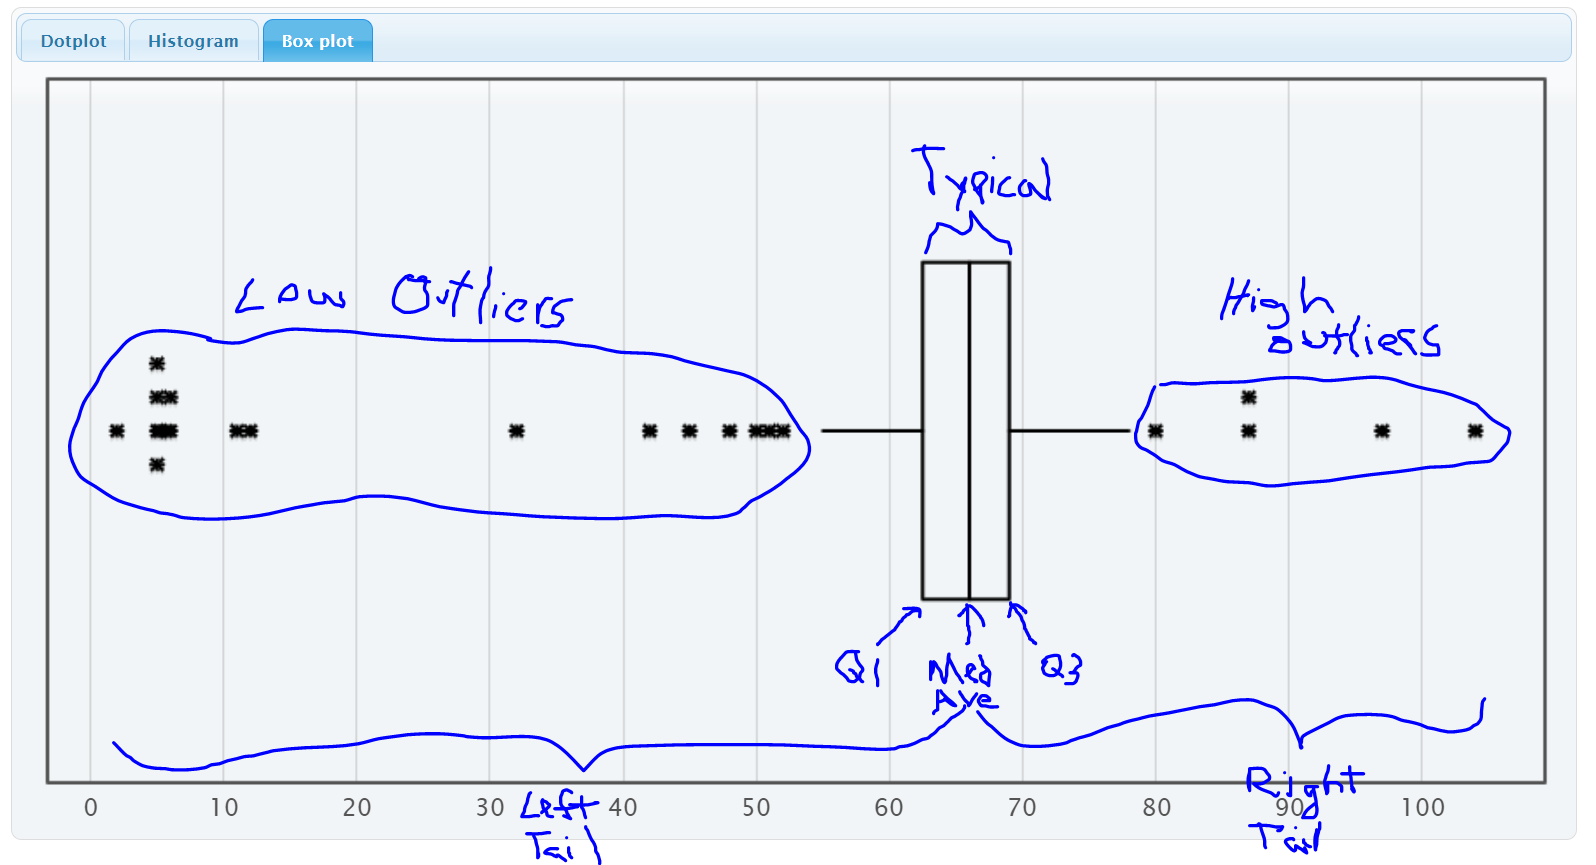 Dotplot Histogram Box plot
Typical
Low Outliers
High
outliers
Q1 Med Q3
Ave
0 10 20 30 40 50 60 70 80 90 100
Left
Tail
Right
Tail